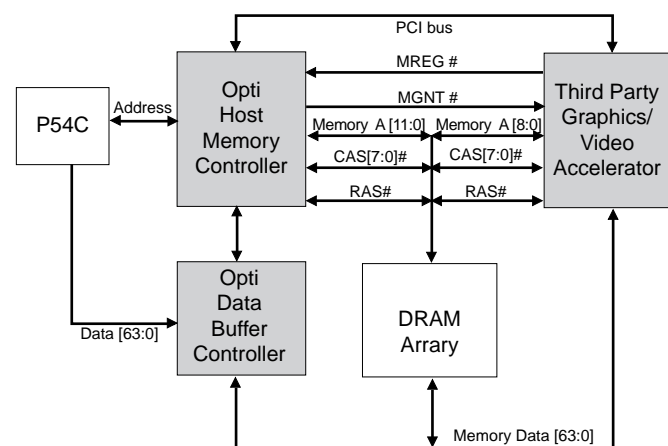 PCI bus
MREG #
MGNT #
Opti
Host
Memory
Controller
Third Party
Graphics/
Video
Accelerator
P54C
Address
Memory A [11:0]
Memory A [8:0]
CAS[7:0]#
CAS[7:0]#
RAS#
RAS#
Opti
Data
Buffer
Controller
DRAM
Arrary
Data [63:0]
Memory Data [63:0]